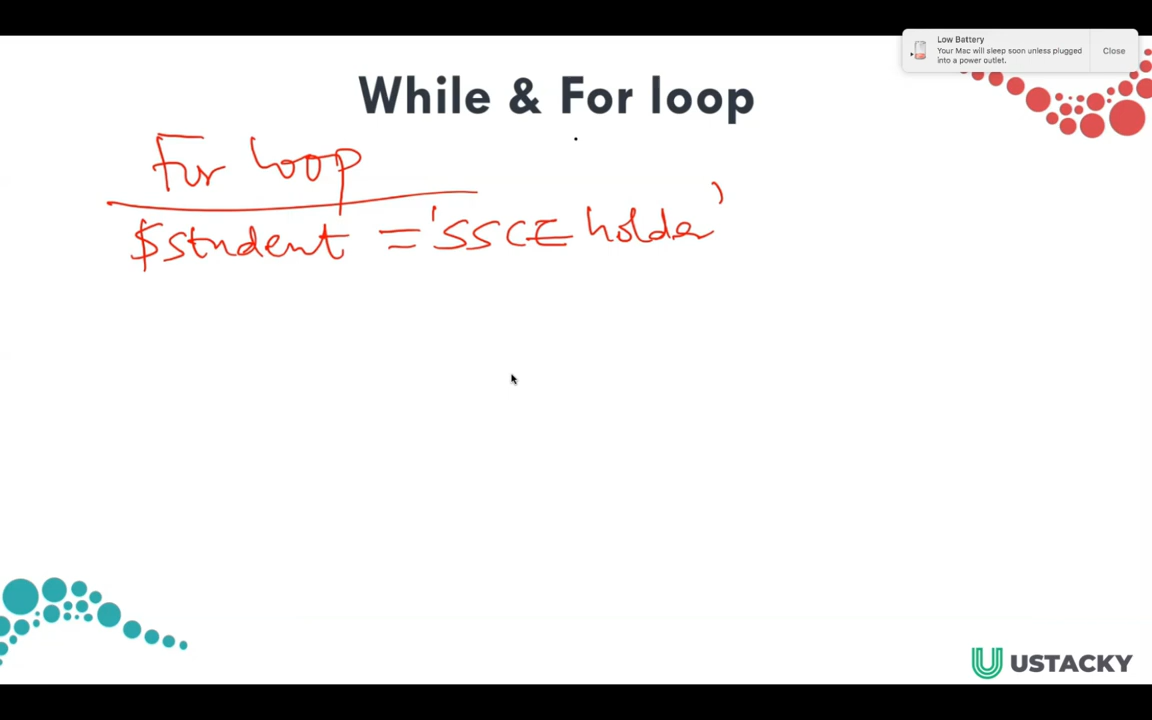 Low Battery
Your Mac will sleep soon unless plugged
into a power outlet.
Close
While & For loop
For loop
$student = 'SSCE holder'
USTACKY